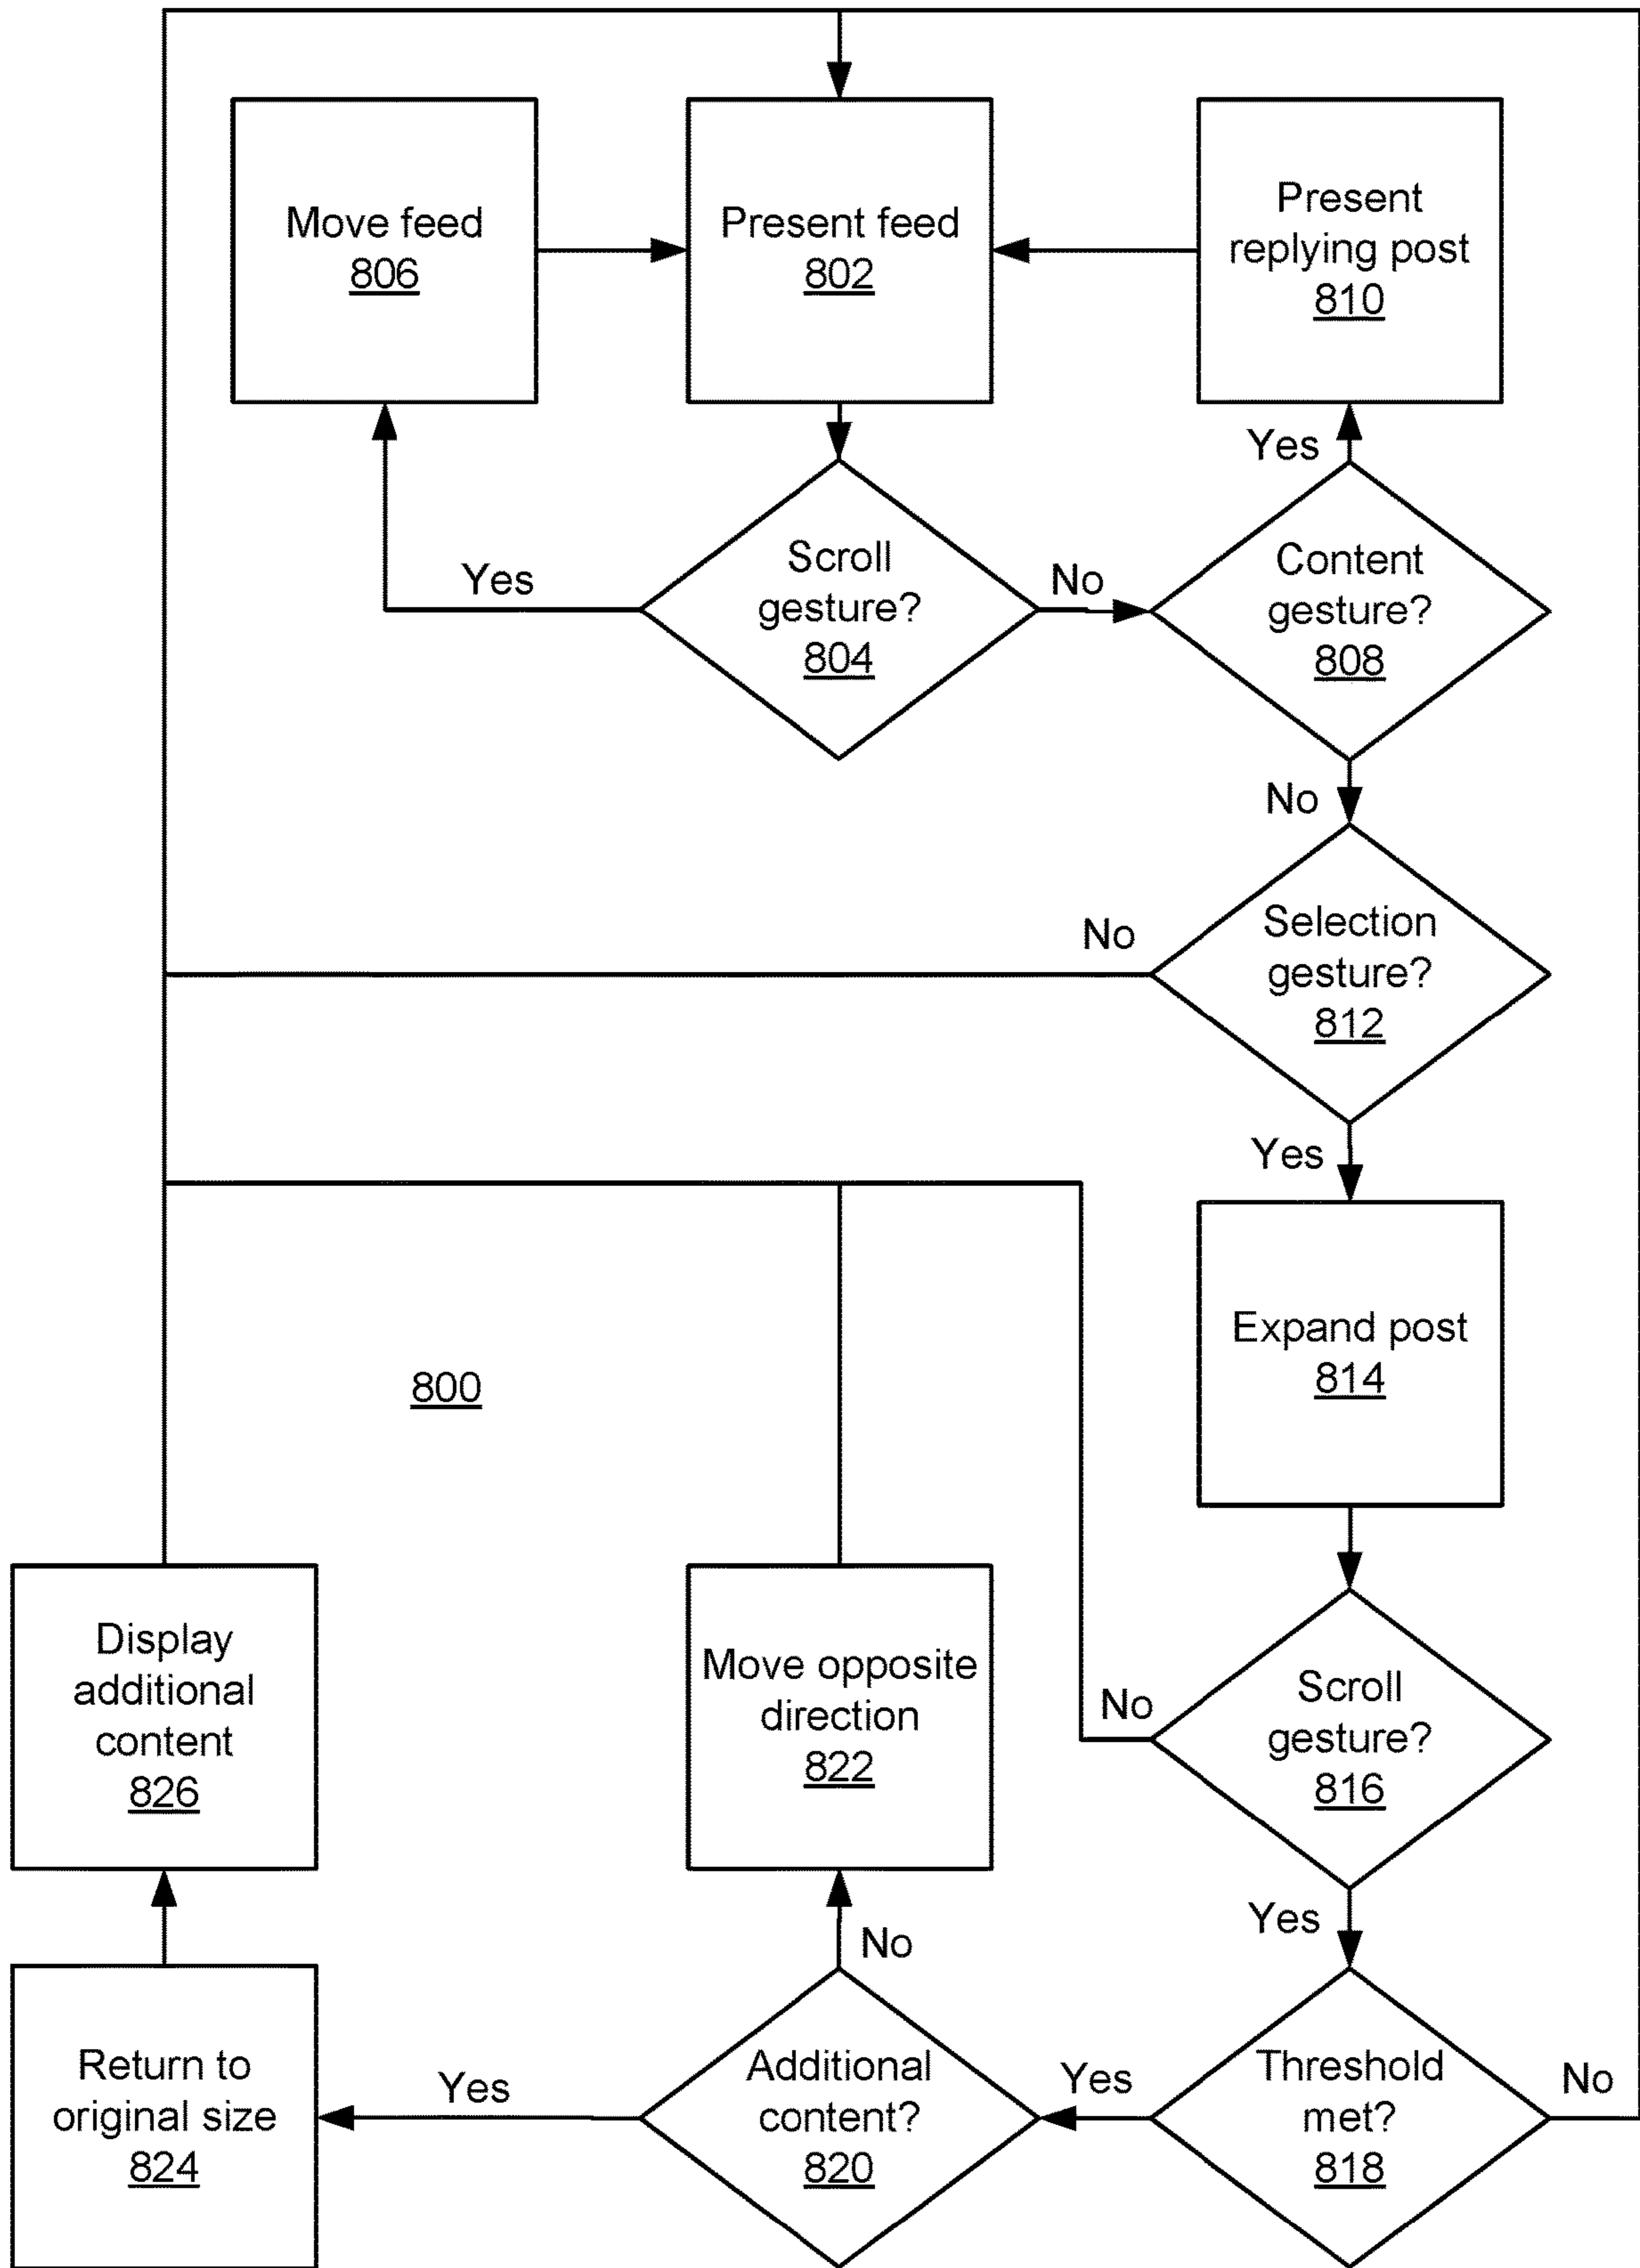 Move feed
806
Present feed
802
Present
replying post
810
Yes
Scroll
gesture?
804
Yes
No
Content
gesture?
808
No
Selection
gesture?
812
No
Yes
Expand post
814
800
Display
additional
content
826
Move opposite
direction
822
No
Scroll
gesture?
816
Yes
No
Return to
original size
824
Yes
Additional
content?
820
Yes
Threshold
met?
818
No